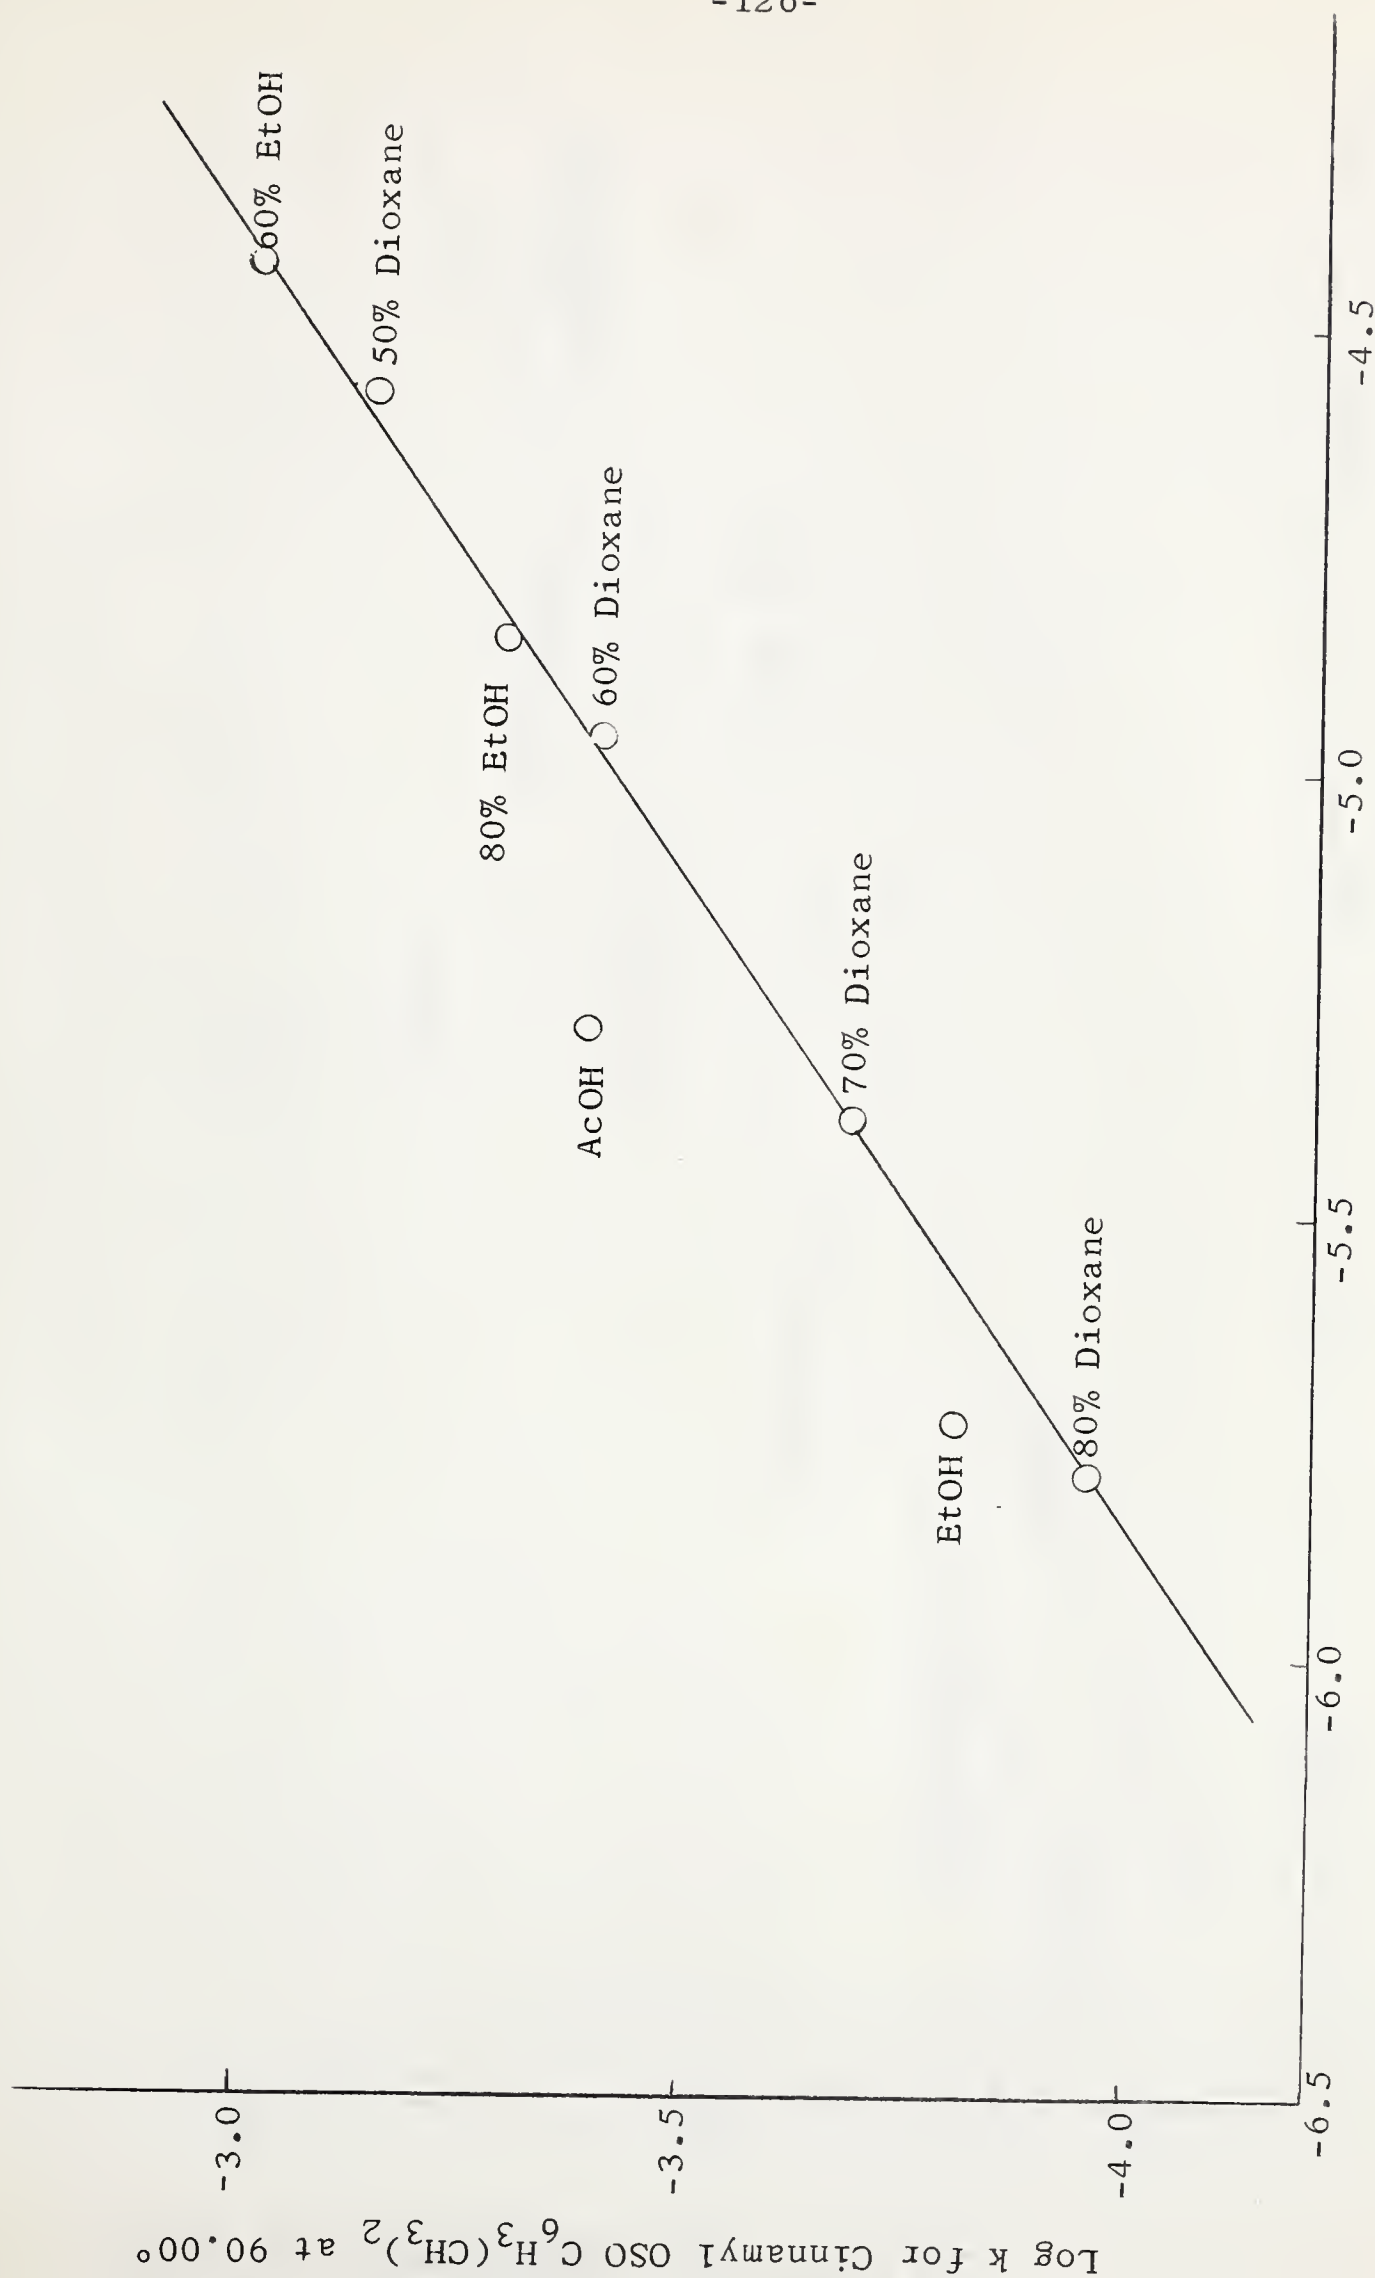 60% EtOH
50% Dioxane
80% EtOH
60% Dioxane
AcOH
70% Dioxane
EtOH
80% Dioxane
-3.0
-3.5
-4.0
-6.5
-6.0
-5.5
-5.0
-4.5
Log k for Cinnamyl OSO C₆H₃(CH₃)₂ at 90.00°